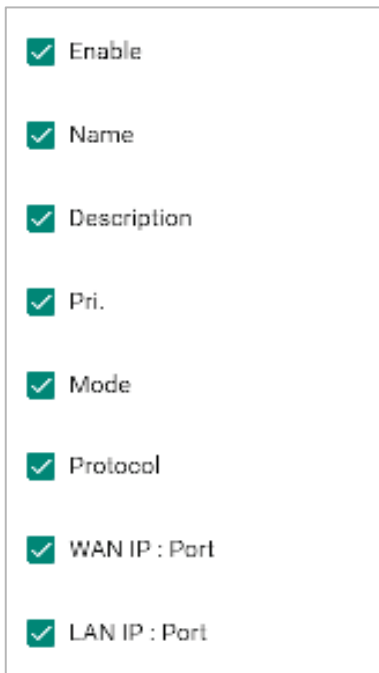 Enable
Name
Description
Pri.
Mode
Protocol
WAN IP : Port
LAN IP : Port